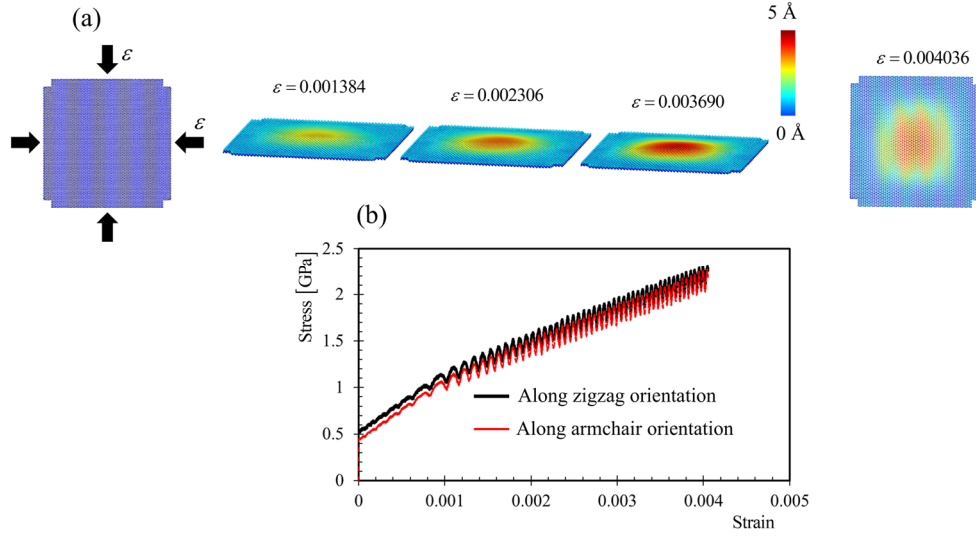 (a)
ε
ε
ε = 0.001384
ε = 0.002306
ε = 0.003690
5 Å
0 Å
ε = 0.004036
(b)
Stress [GPa]
2.5
2
1.5
1
0.5
0
Along zigzag orientation
Along armchair orientation
0
0.001
0.002
0.003
0.004
0.005
Strain